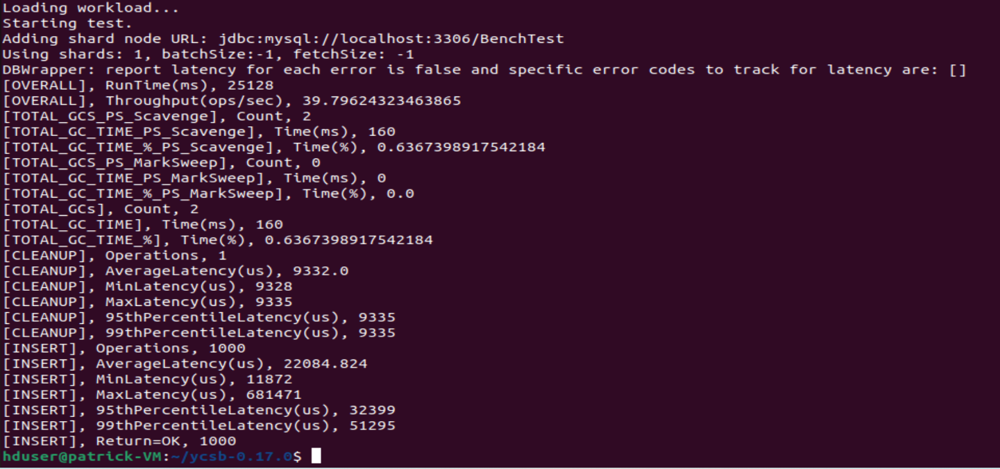 Loading workload...
Starting test.
Adding shard node URL: jdbc:mysql://localhost:3306/BenchTest
Using shards: 1, batchSize:-1, fetchSize: -1
DBWrapper: report latency for each error is false and specific error codes to track for latency are: []
[OVERALL], RunTime(ms), 25128
[OVERALL], Throughput(ops/sec), 39.79624323463865
[TOTAL_GCS_PS_Scavenge], Count, 2
[TOTAL_GC_TIME_PS_Scavenge], Time(ms), 160
[TOTAL_GC_TIME_%_PS_Scavenge], Time(%), 0.6367398917542184
[TOTAL_GCS_PS_MarkSweep], Count, 0
[TOTAL_GC_TIME_PS_MarkSweep], Time(ms), 0
[TOTAL_GC_TIME_%_PS_MarkSweep], Time(%), 0.0
[TOTAL_GCs], Count, 2
[TOTAL_GC_TIME], Time(ms), 160
[TOTAL_GC_TIME_%], Time(%), 0.6367398917542184
[CLEANUP], Operations, 1
[CLEANUP], AverageLatency(us), 9332.0
[CLEANUP], MinLatency(us), 9328
[CLEANUP], MaxLatency(us), 9335
[CLEANUP], 95thPercentileLatency(us), 9335
[CLEANUP], 99thPercentileLatency(us), 9335
[INSERT], Operations, 1000
[INSERT], AverageLatency(us), 22084.824
[INSERT], MinLatency(us), 11872
[INSERT], MaxLatency(us), 681471
[INSERT], 95thPercentileLatency(us), 32399
[INSERT], 99thPercentileLatency(us), 51295
[INSERT], Return=OK, 1000
hduser@patrick-VM:~/ycsb-0.17.0$